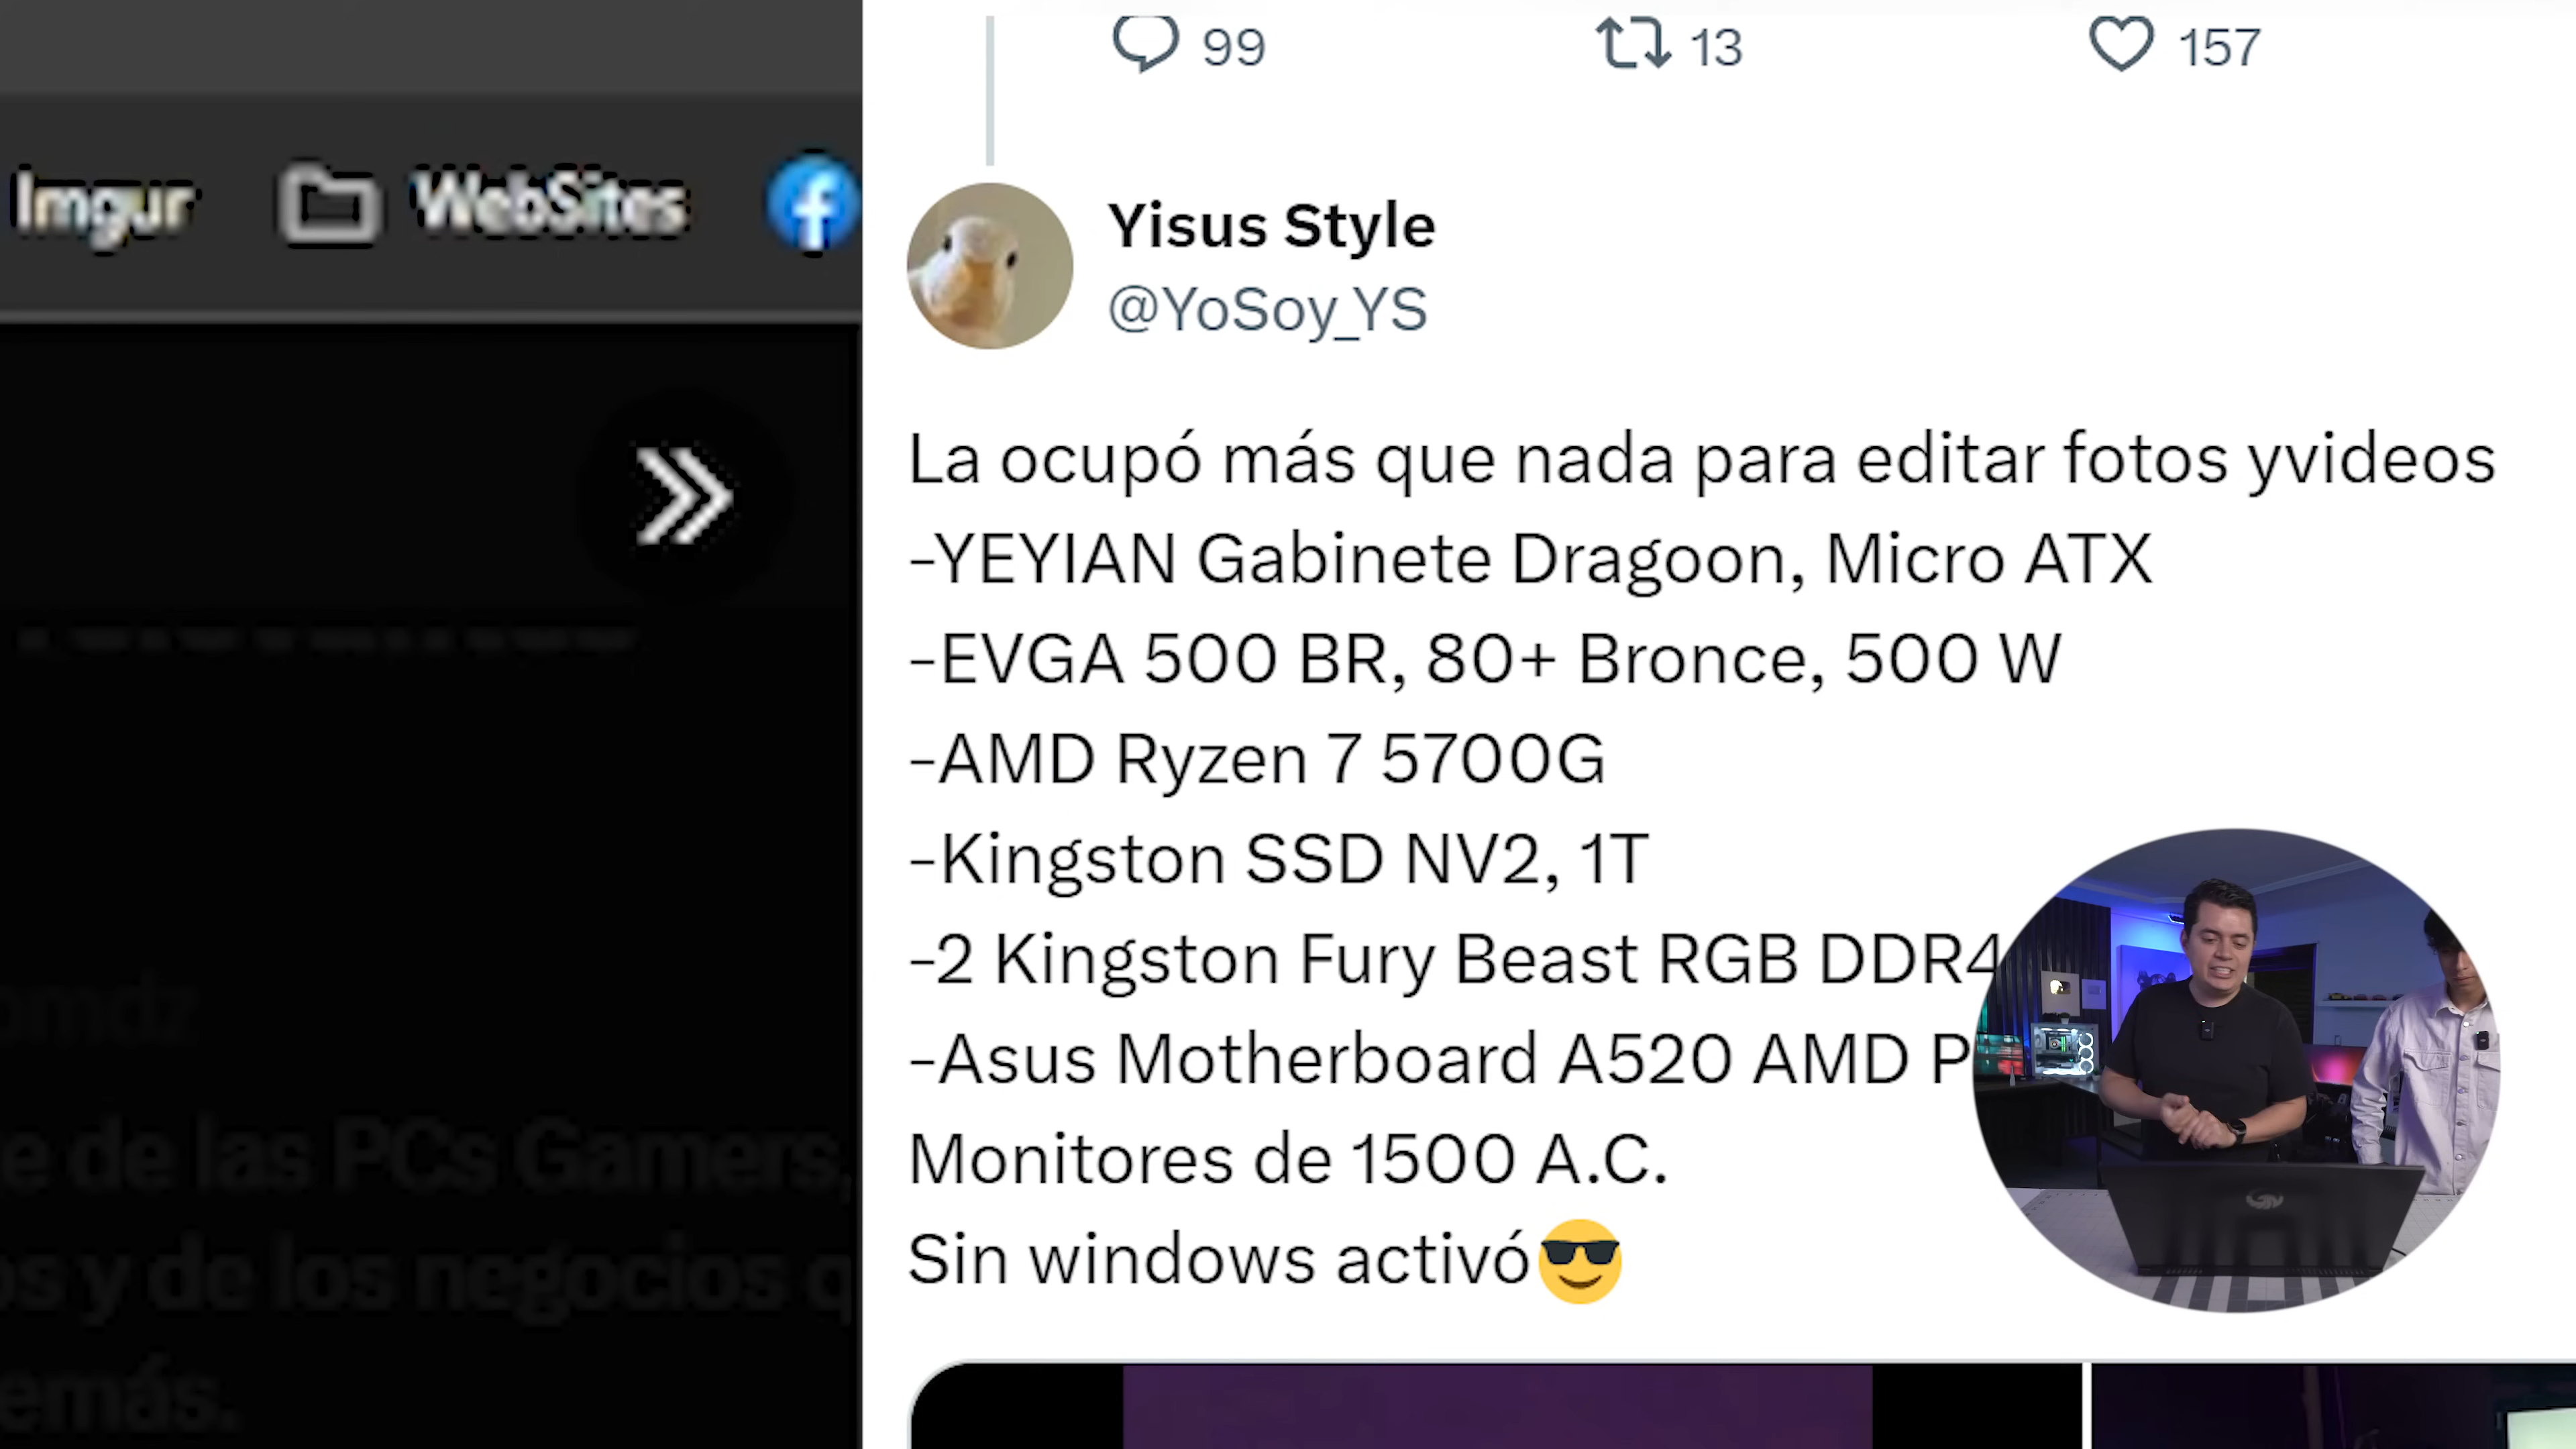 Imgur
WebSites
99
13
157
Yisus Style
@YoSoy_YS
La ocupó más que nada para editar fotos yvideos
-YEYIAN Gabinete Dragoon, Micro ATX
-EVGA 500 BR, 80+ Bronce, 500 W
-AMD Ryzen 7 5700G
-Kingston SSD NV2, 1T
-2 Kingston Fury Beast RGB DDR4
-Asus Motherboard A520 AMD P
Monitores de 1500 A.C.
Sin windows activó😎
omdz
e de las PCs Gamers,
os y de los negocios q
emás.